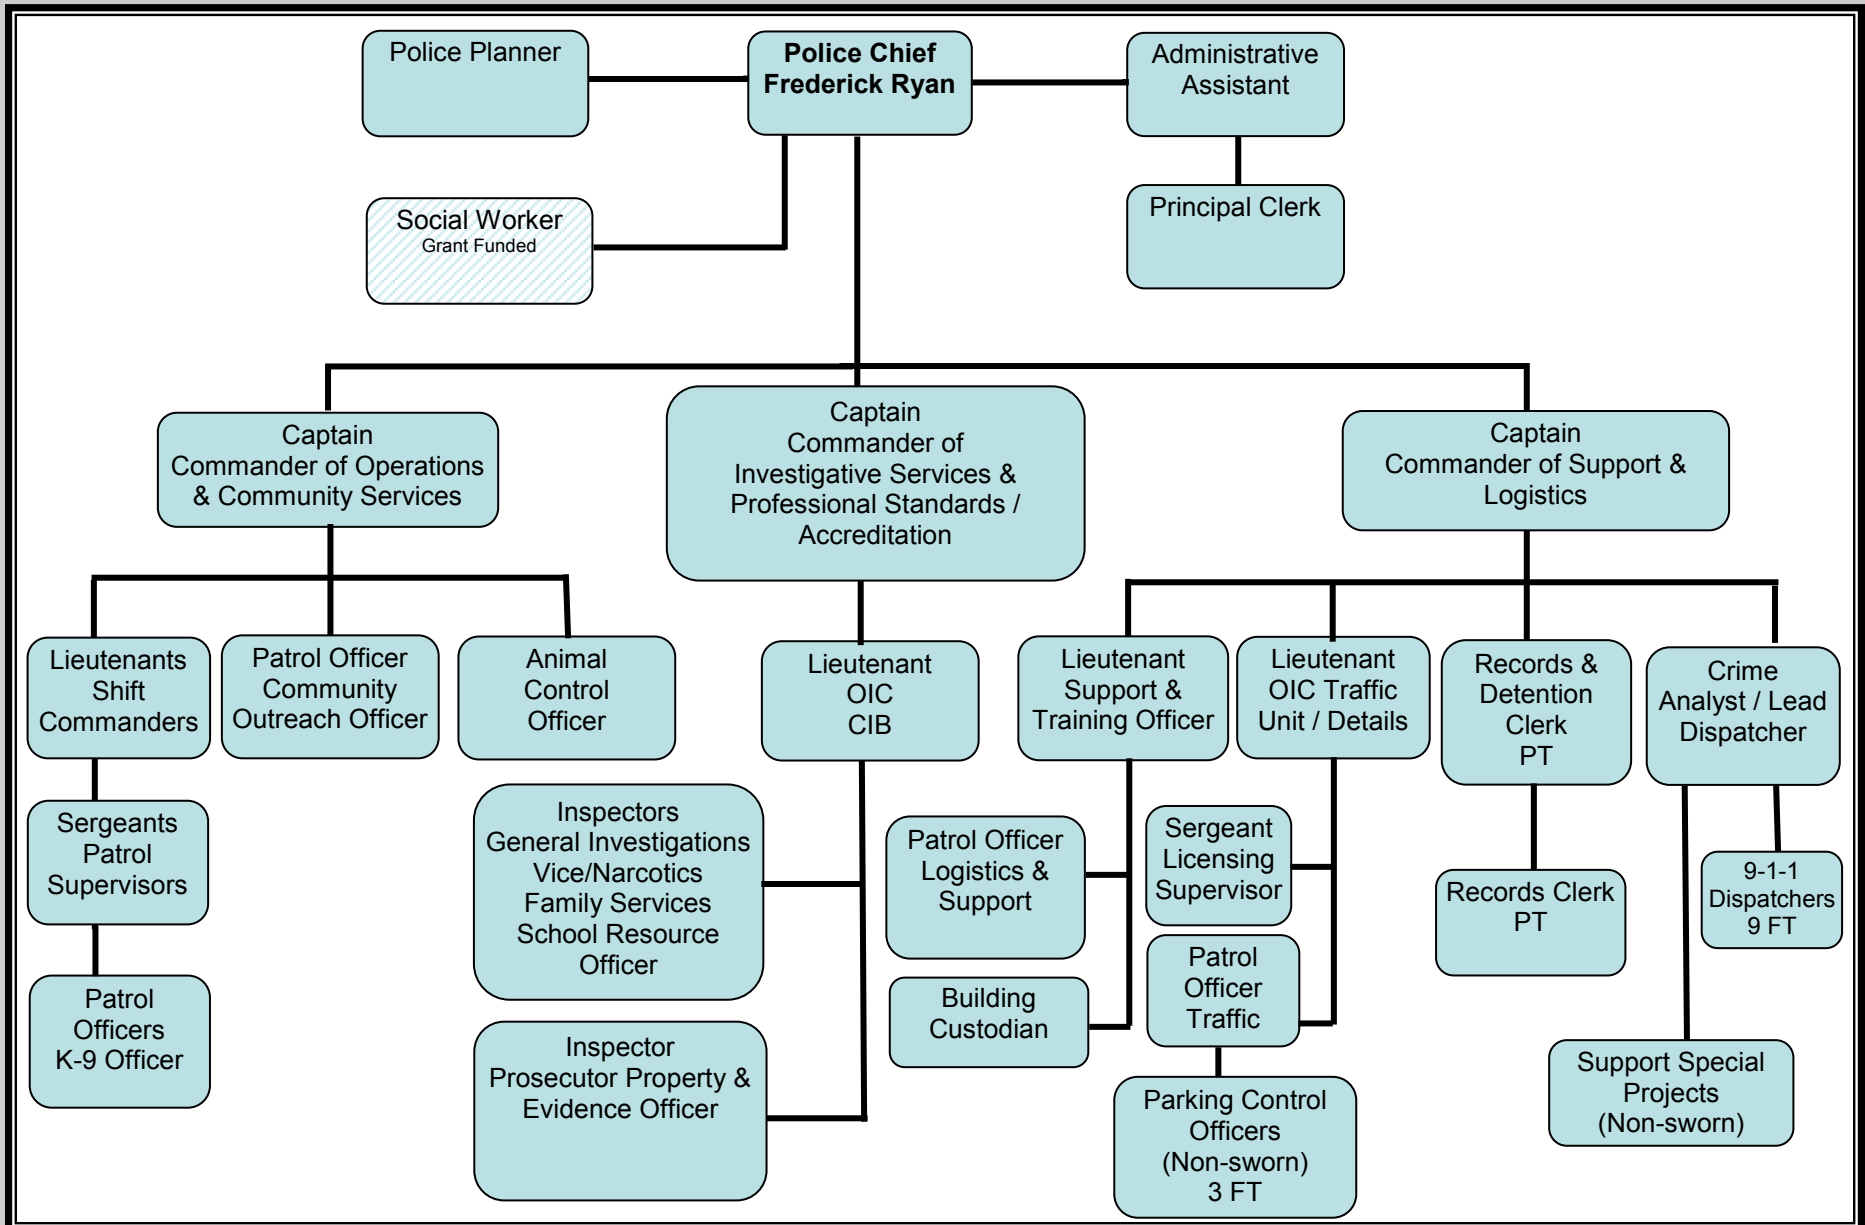 Police Planner
Police Chief
Frederick Ryan
Administrative
Assistant
Social Worker
Grant Funded
Principal Clerk
Captain
Commander of Operations
& Community Services
Captain
Commander of
Investigative Services &
Professional Standards /
Accreditation
Captain
Commander of Support &
Logistics
Lieutenants
Shift
Commanders
Patrol Officer
Community
Outreach Officer
Animal
Control
Officer
Lieutenant
OIC
CIB
Lieutenant
Support &
Training Officer
Lieutenant
OIC Traffic
Unit / Details
Records &
Detention
Clerk
PT
Crime
Analyst / Lead
Dispatcher
Sergeants
Patrol
Supervisors
Inspectors
General Investigations
Vice/Narcotics
Family Services
School Resource
Officer
Patrol Officer
Logistics &
Support
Sergeant
Licensing
Supervisor
Records Clerk
PT
9-1-1
Dispatchers
9 FT
Patrol
Officers
K-9 Officer
Inspector
Prosecutor Property &
Evidence Officer
Building
Custodian
Patrol
Officer
Traffic
Parking Control
Officers
(Non-sworn)
3 FT
Support Special
Projects
(Non-sworn)